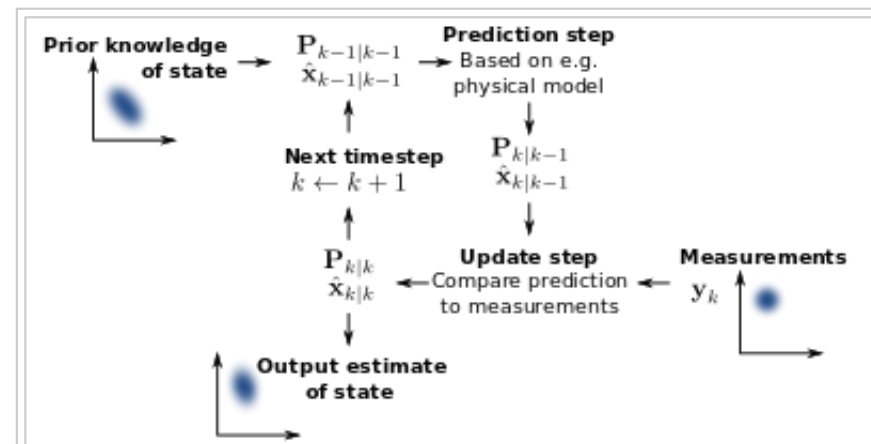 Prior knowledge
of state
P_{k−1|k−1}
x̂_{k−1|k−1}
Prediction step
Based on e.g.
physical model
P_{k|k−1}
x̂_{k|k−1}
Next timestep
k ← k + 1
P_{k|k}
x̂_{k|k}
Update step
Compare prediction
to measurements
Measurements
y_k
Output estimate
of state